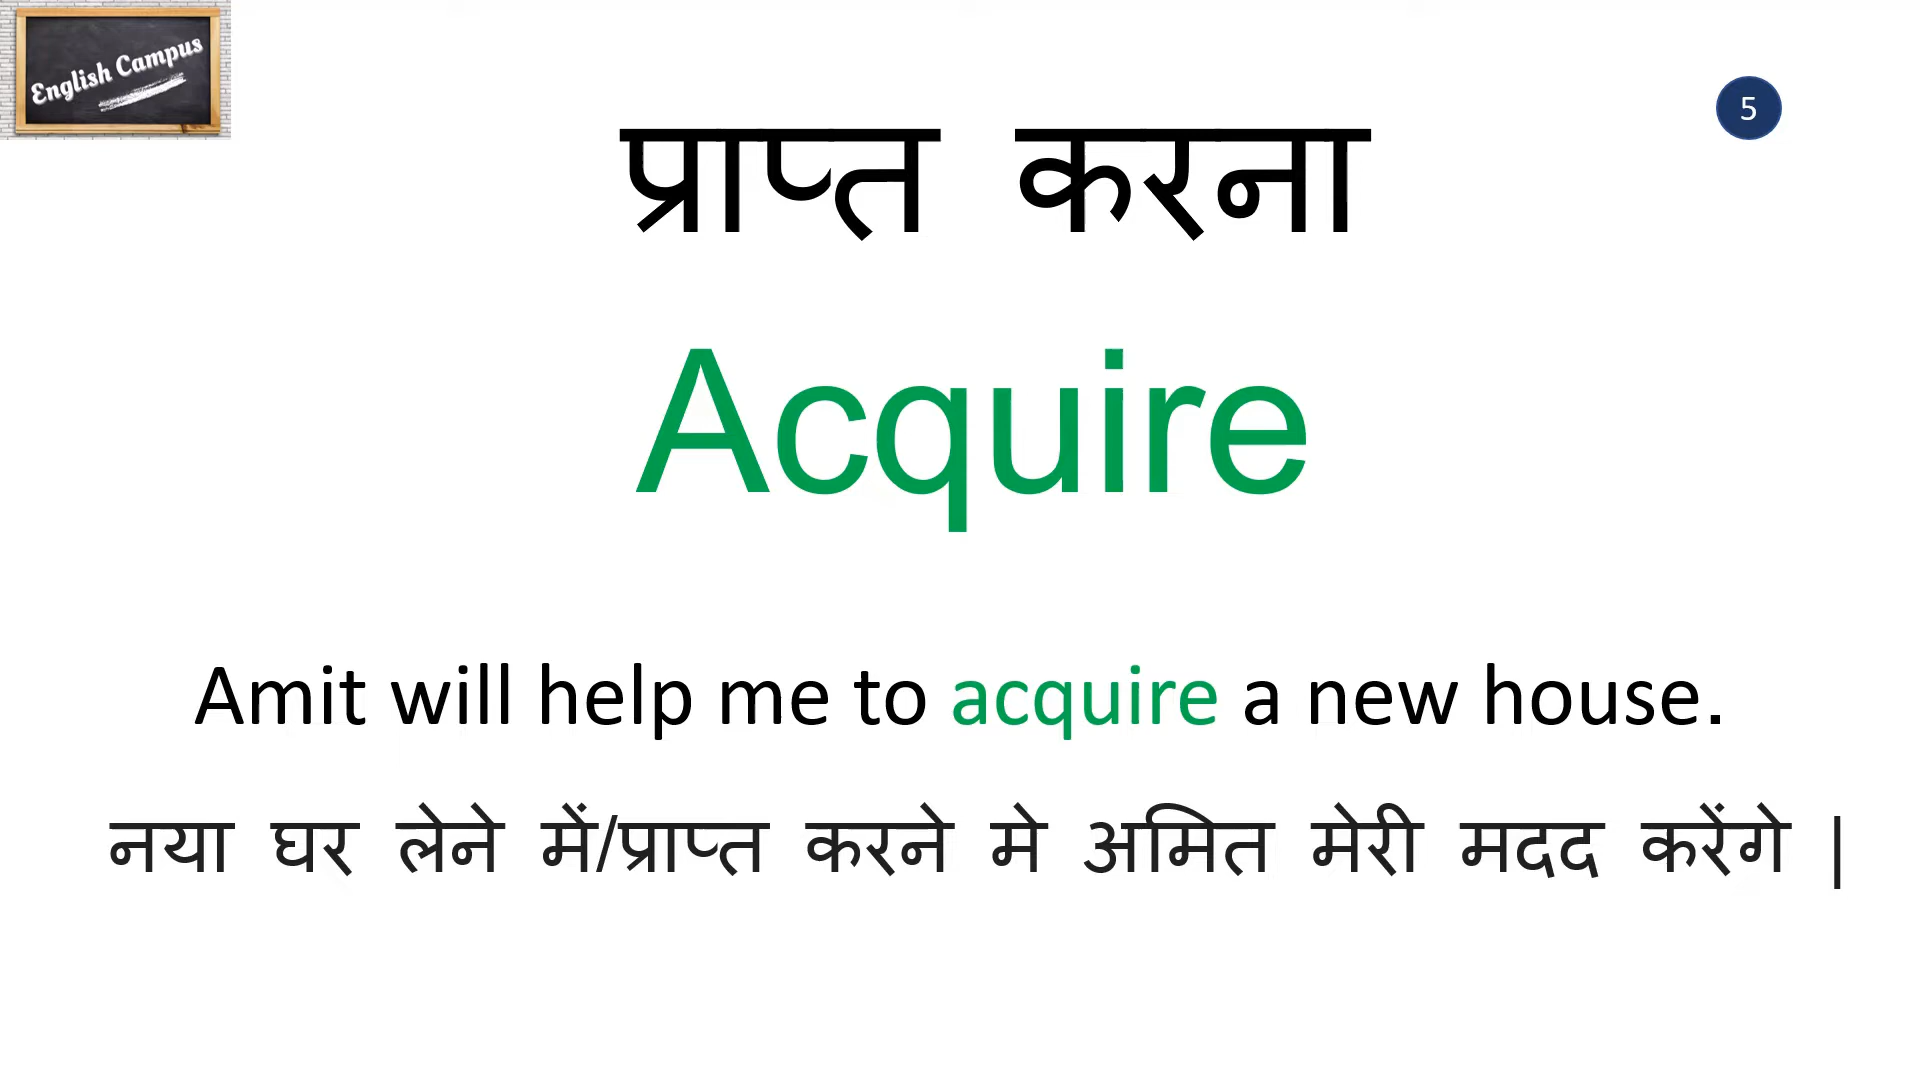 English Campus
5
प्राप्त करना
Acquire
Amit will help me to acquire a new house.
नया घर लेने में/प्राप्त करने मे अमित मेरी मदद करेंगे |